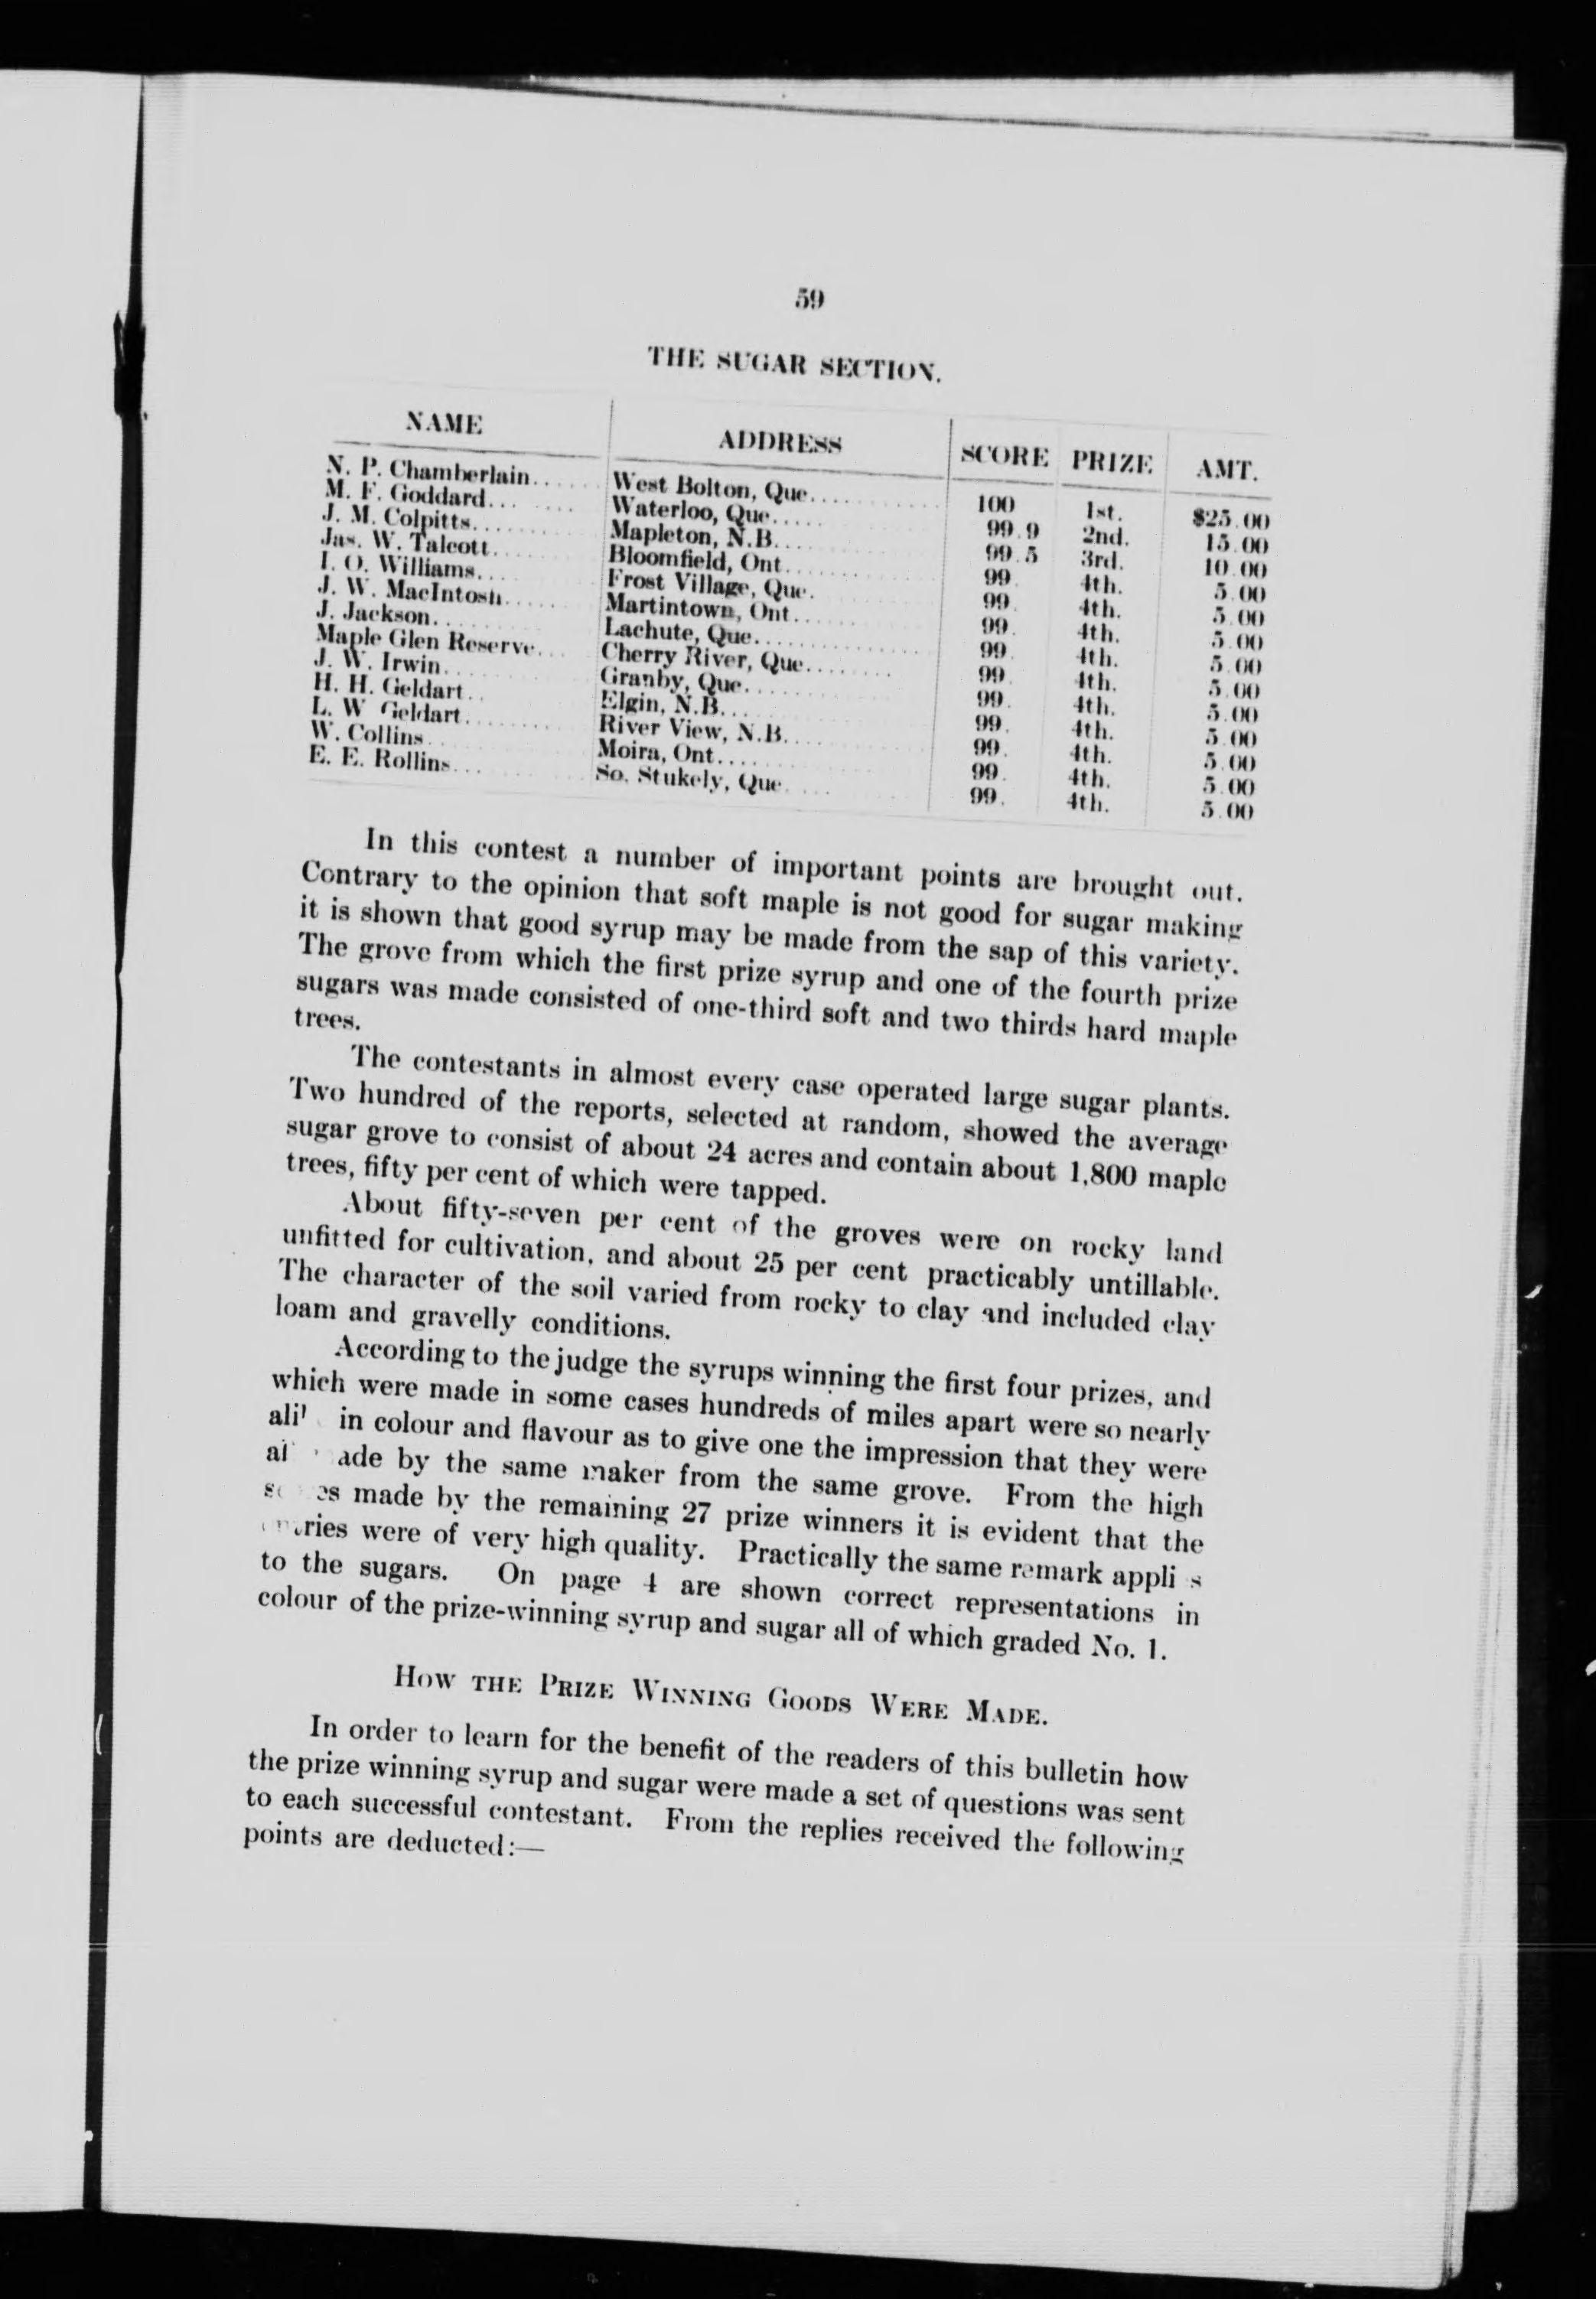 59
THE SUGAR SECTION.
NAME ADDRESS SCORE PRIZE AMT.
N. P. Chamberlain...... West Bolton, Que............ 100 1st. $25.00
M. F. Goddard... ...... Waterloo, Que..... 99.9 2nd. 15.00
J. M. Colpitts......... Mapleton, N.B.... 99.5 3rd. 10.00
Jas. W. Talcott....... Bloomfield, Ont......... 99. 4th. 5.00
I. O. Williams.... Frost Village, Que. 99. 4th. 5.00
J. W. MacIntosh...... Martintown, Ont....... 99. 4th. 5.00
J. Jackson......... Lachute, Que............... 99. 4th. 5.00
Maple Glen Reserve... Cherry River, Que........ 99. 4th. 5.00
J. W. Irwin......... Granby, Que.......... 99. 4th. 5.00
H. H. Geldart.. Elgin, N.B... 99. 4th. 5.00
L. W Geldart......... River View, N.B.... 99. 4th. 5.00
W. Collins. Moira, Ont.... 99. 4th. 5.00
E. E. Rollins... So. Stukely, Que.... 99. 4th. 5.00
In this contest a number of important points are brought out.
Contrary to the opinion that soft maple is not good for sugar making
it is shown that good syrup may be made from the sap of this variety.
The grove from which the first prize syrup and one of the fourth prize
sugars was made consisted of one-third soft and two thirds hard maple
trees.
The contestants in almost every case operated large sugar plants.
Two hundred of the reports, selected at random, showed the average
sugar grove to consist of about 24 acres and contain about 1,800 maple
trees, fifty per cent of which were tapped.
About fifty-seven per cent of the groves were on rocky land
unfitted for cultivation, and about 25 per cent practicably untillable.
The character of the soil varied from rocky to clay and included clay
loam and gravelly conditions.
According to the judge the syrups winning the first four prizes, and
which were made in some cases hundreds of miles apart were so nearly
in colour and flavour as to give one the impression that they were
by the same maker from the same grove. From the high
made by the remaining 27 prize winners it is evident that the
were of very high quality. Practically the same remark
to the sugars. On page 4 are shown correct representations in
colour of the prize-winning syrup and sugar all of which graded No. 1.
HOW THE PRIZE WINNING GOODS WERE MADE.
In order to learn for the benefit of the readers of this bulletin how
the prize winning syrup and sugar were made a set of questions was sent
to each successful contestant. From the replies received the following
points are deducted:—